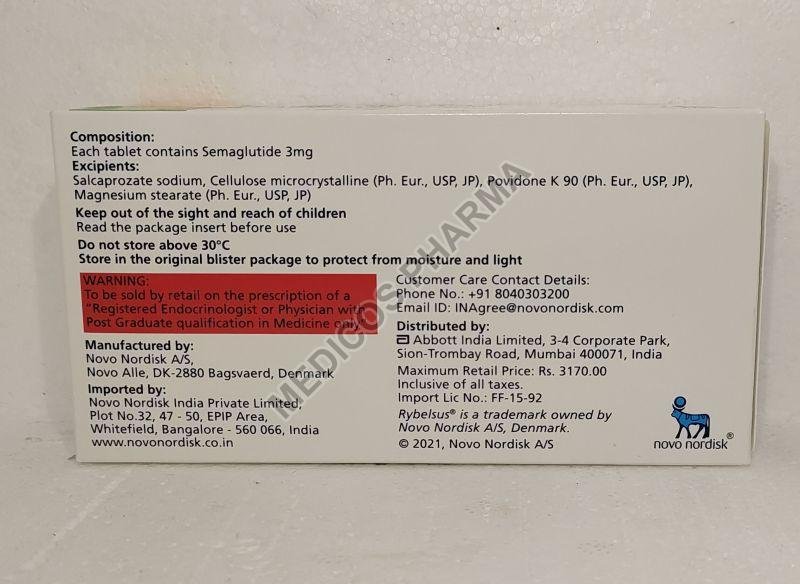 Composition:
Each tablet contains Semaglutide 3mg
Excipients:
Salcaprozate sodium, Cellulose microcrystalline (Ph. Eur., USP, JP), Povidone K 90 (Ph. Eur., USP, JP),
Magnesium stearate (Ph. Eur., USP, JP)
Keep out of the sight and reach of children
Read the package insert before use
Do not store above 30°C
Store in the original blister package to protect from moisture and light
WARNING:
To be sold by retail on the prescription of a
“Registered Endocrinologist or Physician with
Post Graduate qualification in Medicine only”
Manufactured by:
Novo Nordisk A/S,
Novo Alle, DK-2880 Bagsvaerd, Denmark
Imported by:
Novo Nordisk India Private Limited,
Plot No.32, 47 - 50, EPIP Area,
Whitefield, Bangalore - 560 066, India
www.novonordisk.co.in
Customer Care Contact Details:
Phone No.: +91 8040303200
Email ID: INAgree@novonordisk.com
Distributed by:
Abbott India Limited, 3-4 Corporate Park,
Sion-Trombay Road, Mumbai 400071, India
Maximum Retail Price: Rs. 3170.00
Inclusive of all taxes.
Import Lic No.: FF-15-92
Rybelsus® is a trademark owned by
Novo Nordisk A/S, Denmark.
© 2021, Novo Nordisk A/S
novo nordisk®
MEDICOS PHARMA